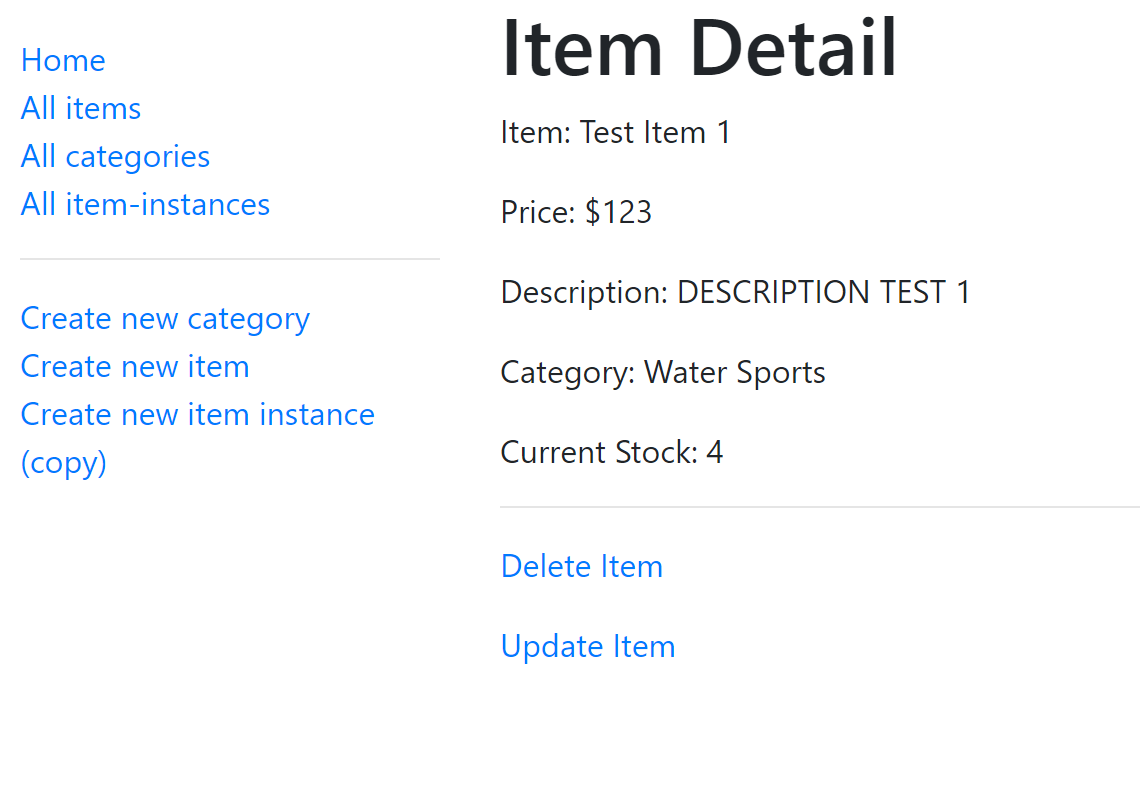 Home
All items
All categories
All item-instances
Create new category
Create new item
Create new item instance
(copy)
Item Detail
Item: Test Item 1
Price: $123
Description: DESCRIPTION TEST 1
Category: Water Sports
Current Stock: 4
Delete Item
Update Item